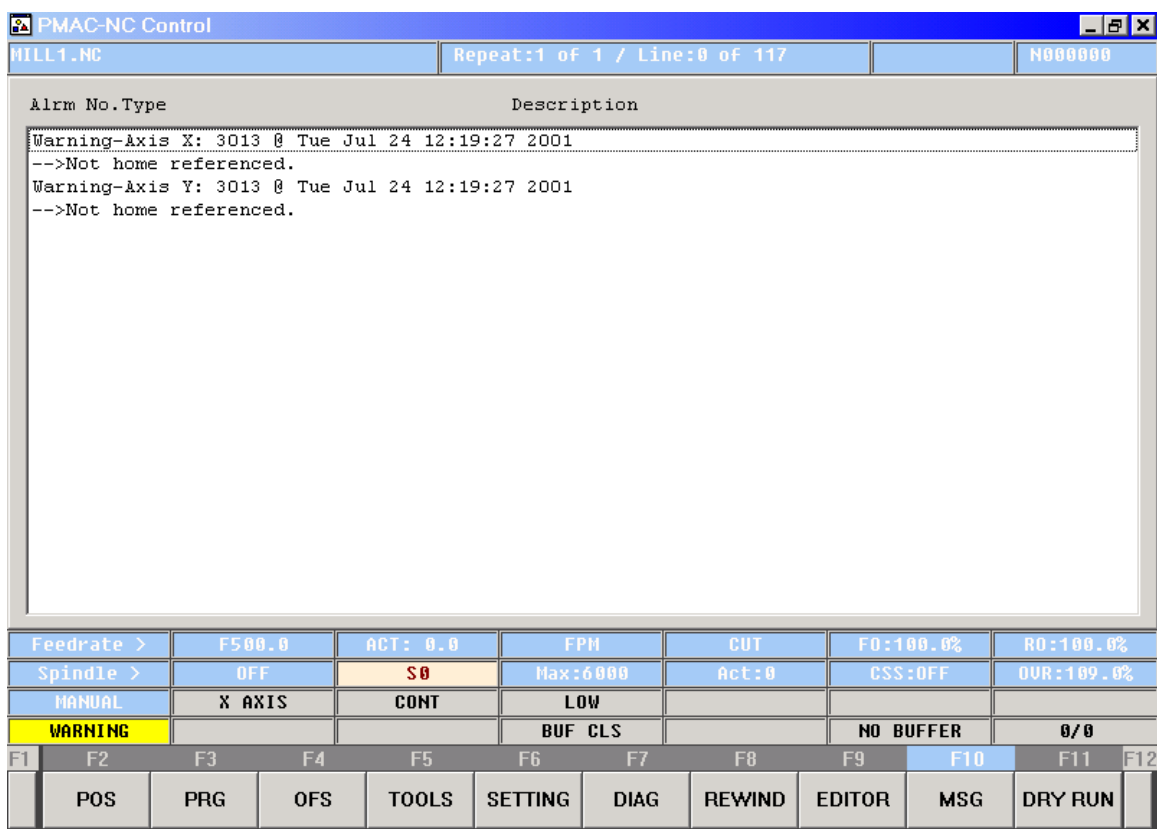 PMAC-NC Control
MILL1.NC Repeat:1 of 1 / Line:0 of 117 N000000
Alrm No.Type Description
Warning-Axis X: 3013 @ Tue Jul 24 12:19:27 2001
-->Not home referenced.
Warning-Axis Y: 3013 @ Tue Jul 24 12:19:27 2001
-->Not home referenced.
Feedrate > F500.0 ACT: 0.0 FPM CUT FO:100.0% RO:100.0%
Spindle > OFF S0 Max:6000 Act:0 CSS:OFF OVR:109.0%
MANUAL X AXIS CONT LOW
WARNING BUF CLS NO BUFFER 0/0
F1 F2 F3 F4 F5 F6 F7 F8 F9 F10 F11 F12
POS PRG OFS TOOLS SETTING DIAG REWIND EDITOR MSG DRY RUN